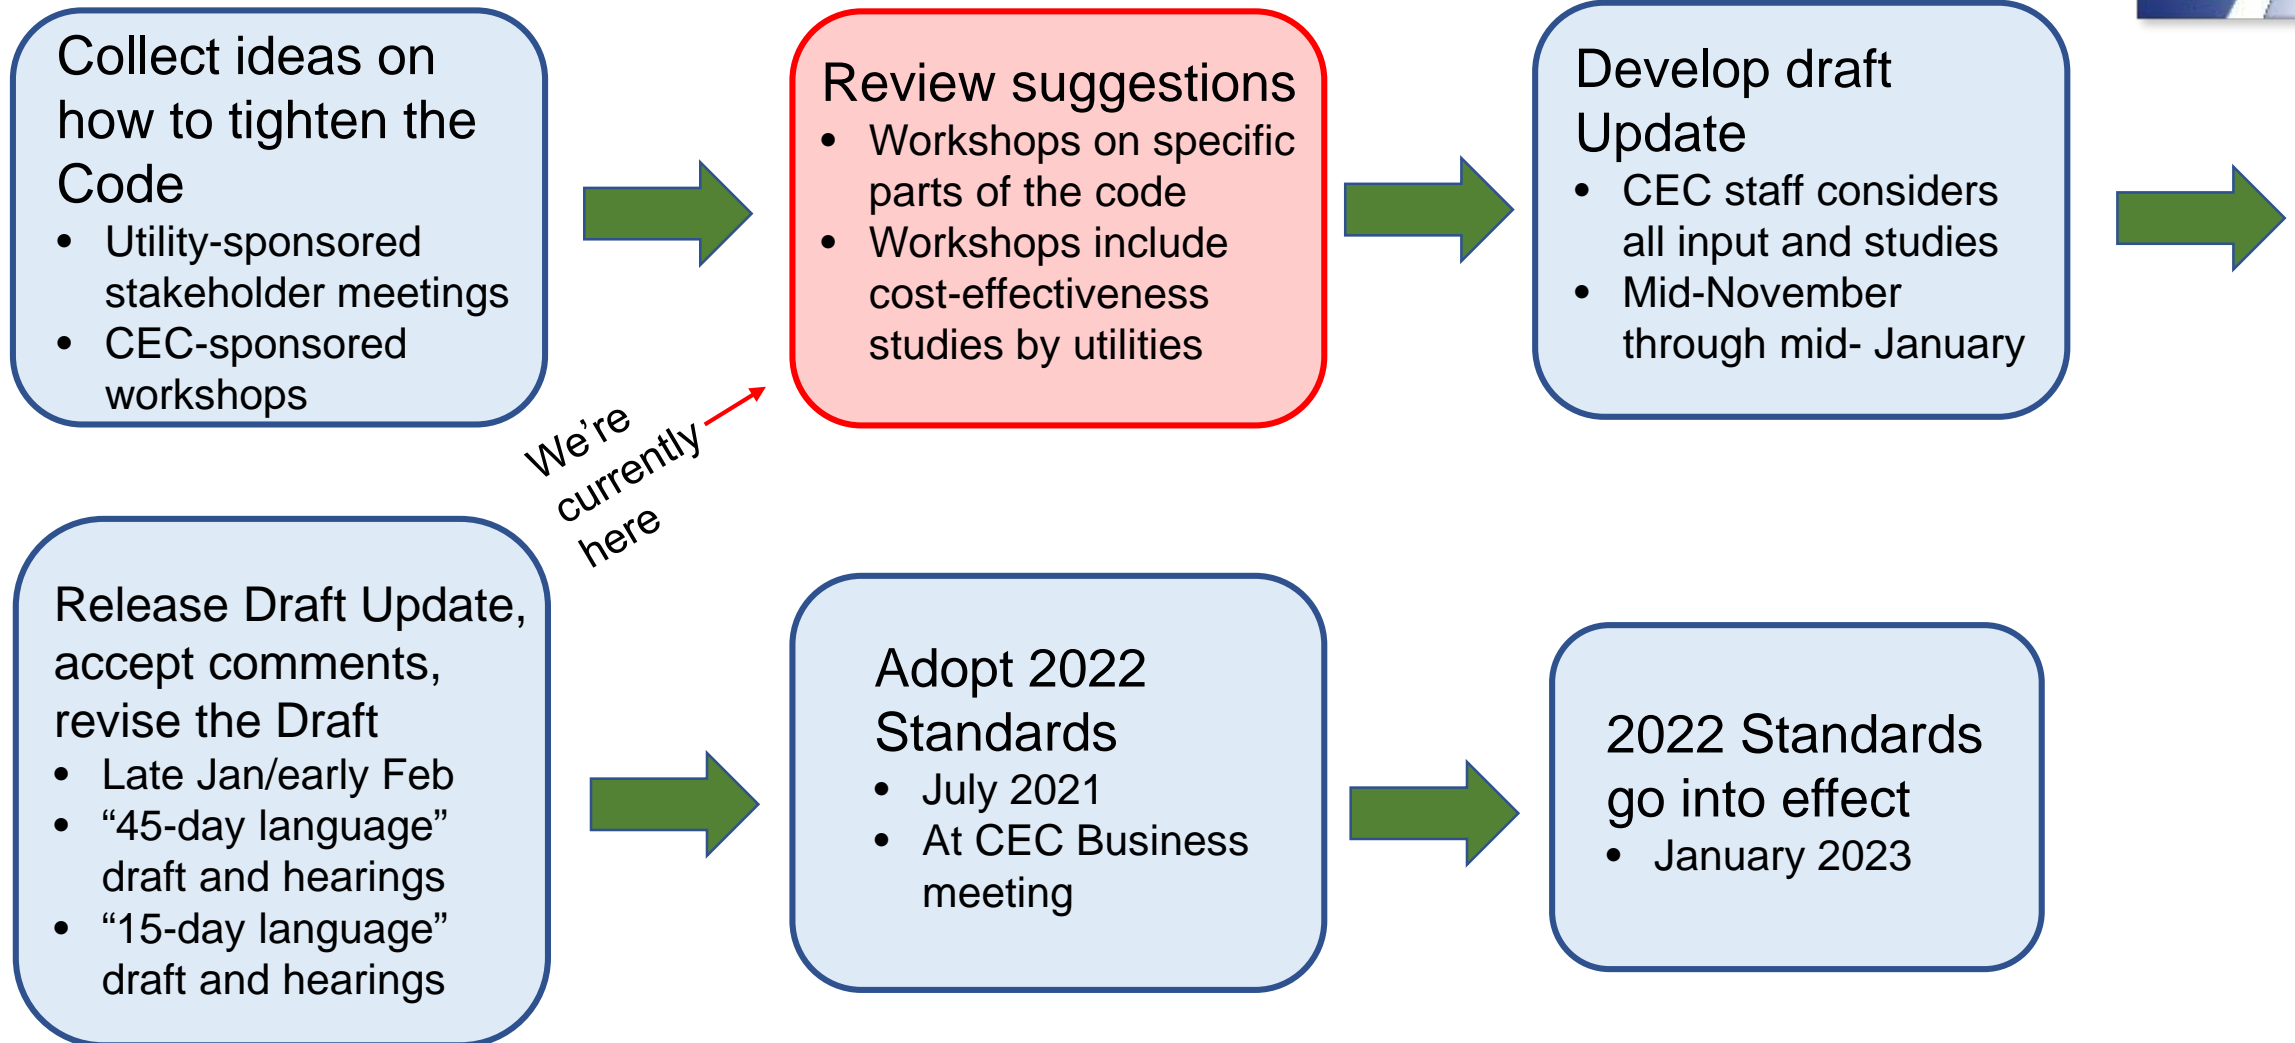 Collect ideas on
how to tighten the
Code
• Utility-sponsored
stakeholder meetings
• CEC-sponsored
workshops
Review suggestions
• Workshops on specific
parts of the code
• Workshops include
cost-effectiveness
studies by utilities
Develop draft
Update
• CEC staff considers
all input and studies
• Mid-November
through mid- January
We're
currently
here
Release Draft Update,
accept comments,
revise the Draft
• Late Jan/early Feb
• “45-day language”
draft and hearings
• “15-day language”
draft and hearings
Adopt 2022
Standards
• July 2021
• At CEC Business
meeting
2022 Standards
go into effect
• January 2023